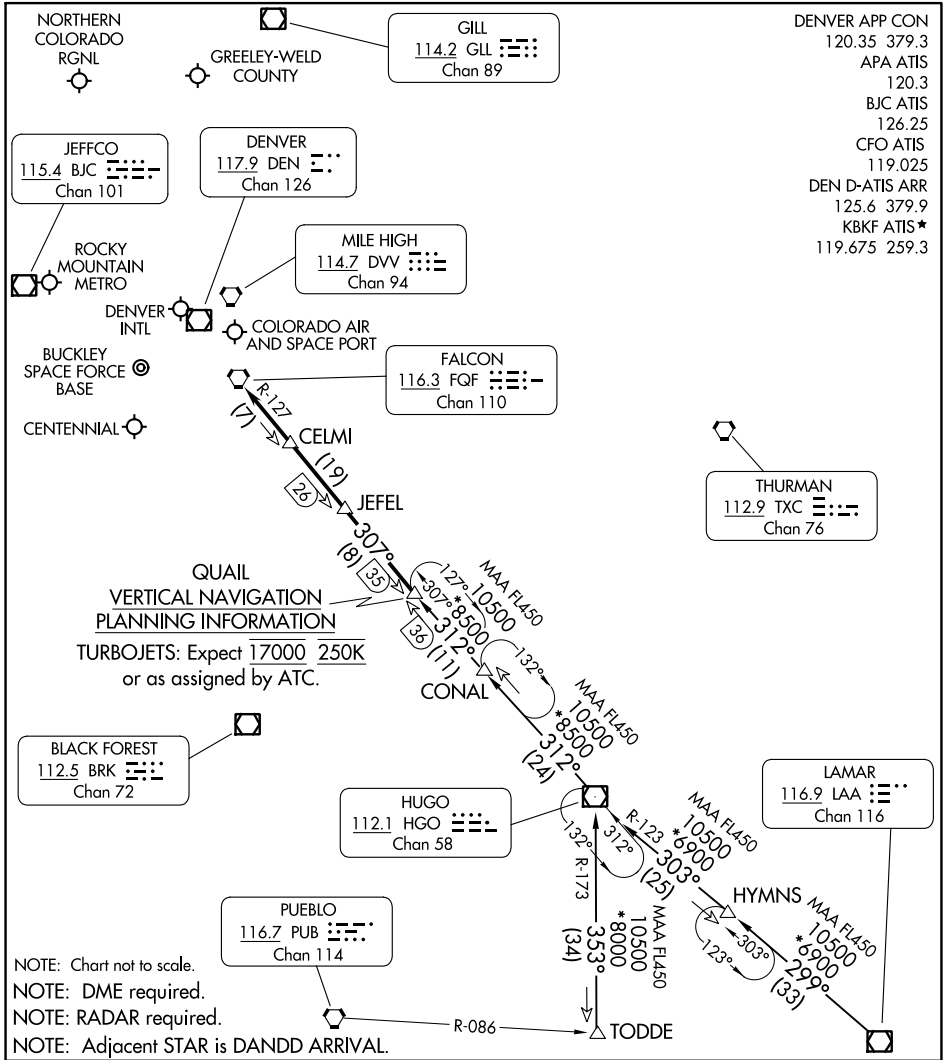 NORTHERN
COLORADO
RGNL
GREELEY-WELD
COUNTY
GILL
114.2 GLL
Chan 89
DENVER APP CON
120.35 379.3
APA ATIS
120.3
BJC ATIS
126.25
CFO ATIS
119.025
DEN D-ATIS ARR
125.6 379.9
KBKF ATIS★
119.675 259.3
JEFFCO
115.4 BJC
Chan 101
DENVER
117.9 DEN
Chan 126
MILE HIGH
114.7 DVV
Chan 94
ROCKY
MOUNTAIN
METRO
DENVER
INTL
COLORADO AIR
AND SPACE PORT
BUCKLEY
SPACE FORCE
BASE
CENTENNIAL
FALCON
116.3 FQF
Chan 110
R-127
(7)
CELMI
(19)
26
JEFEL
307°
(8)
35
THURMAN
112.9 TXC
Chan 76
QUAIL
VERTICAL NAVIGATION
PLANNING INFORMATION
TURBOJETS: Expect 17000 250K
or as assigned by ATC.
127°
307°
MAA FL450
10500
*8500
312°
(11)
36
CONAL
132°
MAA FL450
10500
*8500
312°
(24)
BLACK FOREST
112.5 BRK
Chan 72
HUGO
112.1 HGO
Chan 58
132°
312°
LAMAR
116.9 LAA
Chan 116
R-123
MAA FL450
10500
*6900
303°
(25)
HYMNS
303°
123°
MAA FL450
10500
*6900
299°
(33)
R-173
MAA FL450
10500
*8000
353°
(34)
PUEBLO
116.7 PUB
Chan 114
R-086
TODDE
NOTE: Chart not to scale.
NOTE: DME required.
NOTE: RADAR required.
NOTE: Adjacent STAR is DANDD ARRIVAL.